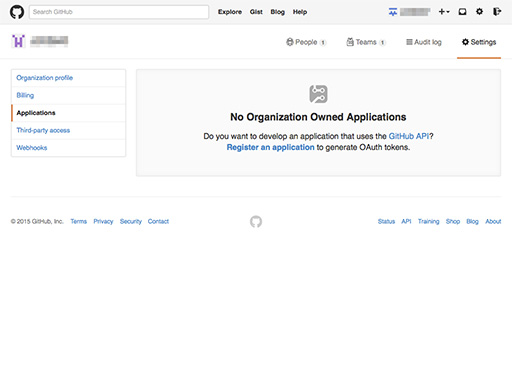 Search GitHub
Explore Gist Blog Help
People 1 Teams 1 Audit log Settings
Organization profile
Billing
Applications
Third-party access
Webhooks
No Organization Owned Applications
Do you want to develop an application that uses the GitHub API?
Register an application to generate OAuth tokens.
© 2015 GitHub, Inc. Terms Privacy Security Contact
Status API Training Shop Blog About